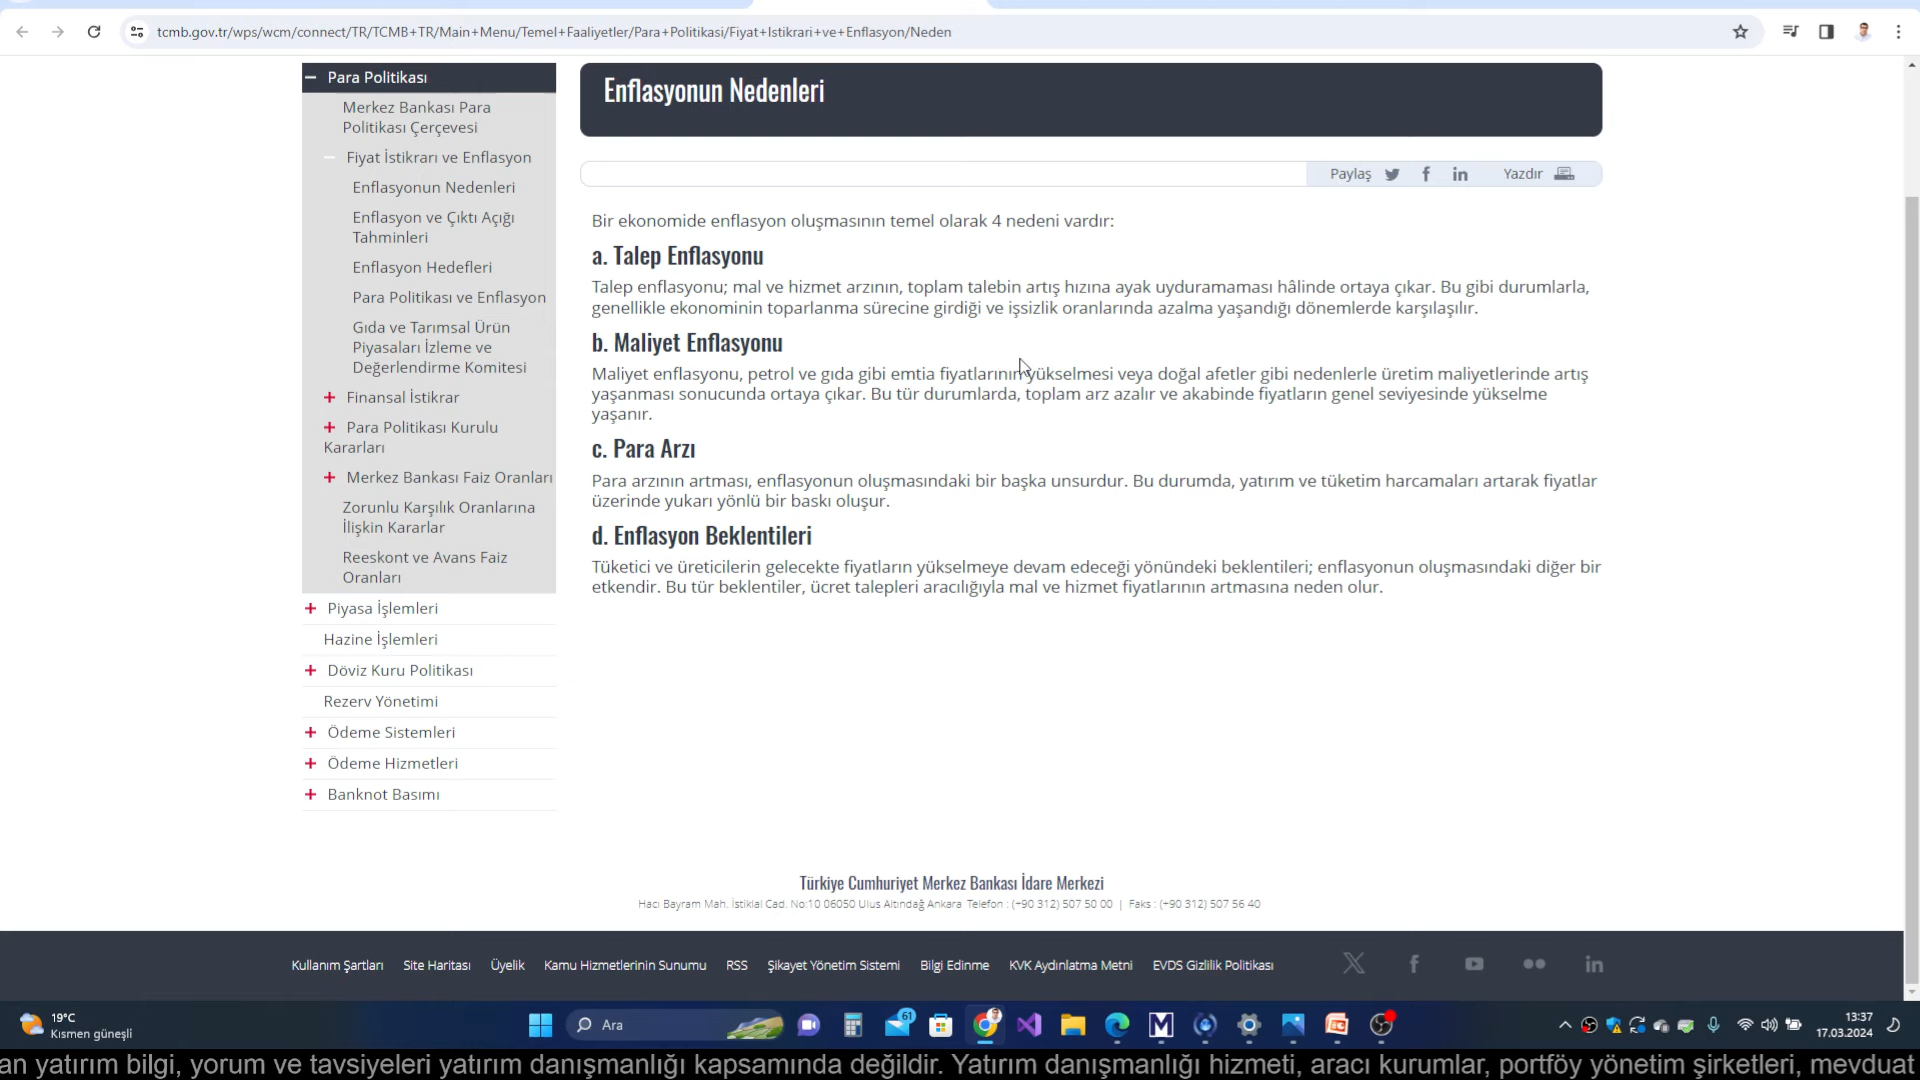 tcmb.gov.tr/wps/wcm/connect/TR/TCMB+TR/Main+Menu/Temel+Faaliyetler/Para+Politikasi/Fiyat+Istikrari+ve+Enflasyon/Neden
Para Politikası
Merkez Bankası Para
Politikası Çerçevesi
Fiyat İstikrarı ve Enflasyon
Enflasyonun Nedenleri
Enflasyon ve Çıktı Açığı
Tahminleri
Enflasyon Hedefleri
Para Politikası ve Enflasyon
Gıda ve Tarımsal Ürün
Piyasaları İzleme ve
Değerlendirme Komitesi
Finansal İstikrar
Para Politikası Kurulu
Kararları
Merkez Bankası Faiz Oranları
Zorunlu Karşılık Oranlarına
İlişkin Kararlar
Reeskont ve Avans Faiz
Oranları
Piyasa İşlemleri
Hazine İşlemleri
Döviz Kuru Politikası
Rezerv Yönetimi
Ödeme Sistemleri
Ödeme Hizmetleri
Banknot Basımı
Enflasyonun Nedenleri
Paylaş
Yazdır
Bir ekonomide enflasyon oluşmasının temel olarak 4 nedeni vardır:
a. Talep Enflasyonu
Talep enflasyonu; mal ve hizmet arzının, toplam talebin artış hızına ayak uyduramaması hâlinde ortaya çıkar. Bu gibi durumlarla,
genellikle ekonominin toparlanma sürecine girdiği ve işsizlik oranlarında azalma yaşandığı dönemlerde karşılaşılır.
b. Maliyet Enflasyonu
Maliyet enflasyonu, petrol ve gıda gibi emtia fiyatlarının yükselmesi veya doğal afetler gibi nedenlerle üretim maliyetlerinde artış
yaşanması sonucunda ortaya çıkar. Bu tür durumlarda, toplam arz azalır ve akabinde fiyatların genel seviyesinde yükselme
yaşanır.
c. Para Arzı
Para arzının artması, enflasyonun oluşmasındaki bir başka unsurdur. Bu durumda, yatırım ve tüketim harcamaları artarak fiyatlar
üzerinde yukarı yönlü bir baskı oluşur.
d. Enflasyon Beklentileri
Tüketici ve üreticilerin gelecekte fiyatların yükselmeye devam edeceği yönündeki beklentileri; enflasyonun oluşmasındaki diğer bir
etkendir. Bu tür beklentiler, ücret talepleri aracılığıyla mal ve hizmet fiyatlarının artmasına neden olur.
Türkiye Cumhuriyet Merkez Bankası İdare Merkezi
Hacı Bayram Mah. İstiklal Cad. No:10 06050 Ulus Altındağ Ankara Telefon : (+90 312) 507 50 00 | Faks : (+90 312) 507 56 40
Kullanım Şartları Site Haritası Üyelik Kamu Hizmetlerinin Sunumu RSS Şikayet Yönetim Sistemi Bilgi Edinme KVK Aydınlatma Metni EVDS Gizlilik Politikası
19°C
Kısmen güneşli
Ara
61
13:37
17.03.2024
an yatırım bilgi, yorum ve tavsiyeleri yatırım danışmanlığı kapsamında değildir. Yatırım danışmanlığı hizmeti, aracı kurumlar, portföy yönetim şirketleri, mevduat